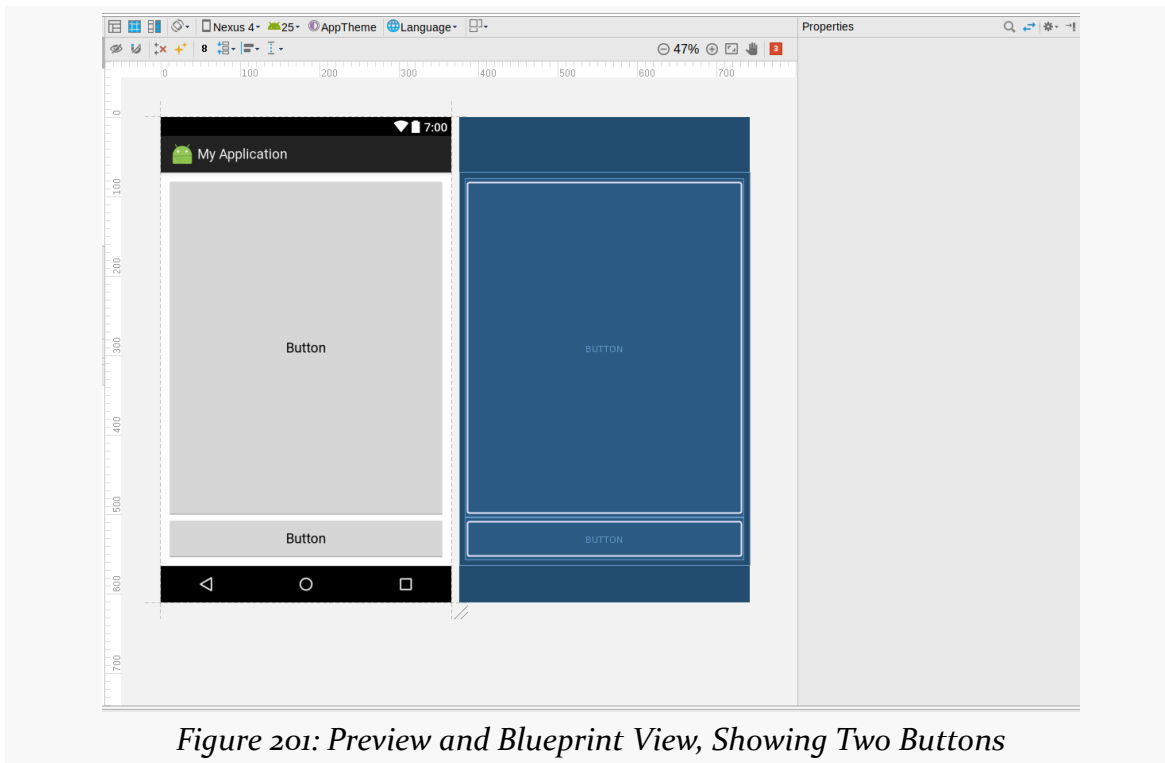 Nexus 4 25 AppTheme Language Properties
8 47% 3
0 100 200 300 400 500 600 700
0
7:00
My Application
100
200
300
Button BUTTON
400
500
Button BUTTON
600
700
Figure 201: Preview and Blueprint View, Showing Two Buttons